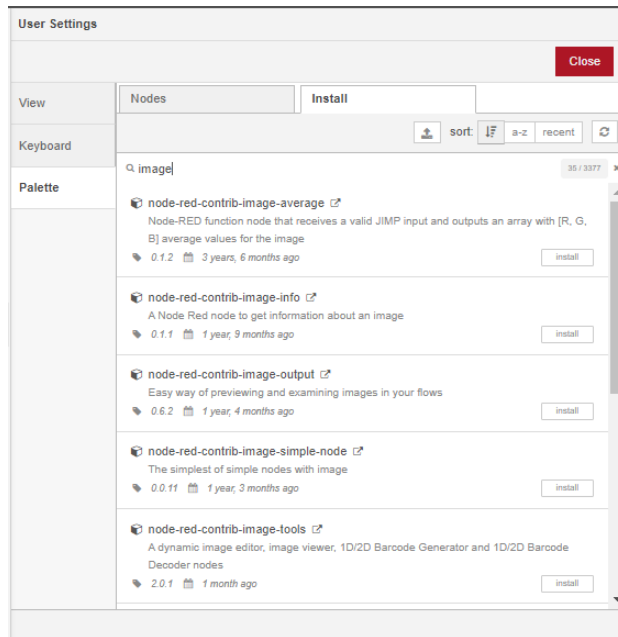 User Settings
Close
View
Keyboard
Palette
Nodes
Install
sort:
a-z
recent
image
35 / 3377
node-red-contrib-image-average
Node-RED function node that receives a valid JIMP input and outputs an array with [R, G,
B] average values for the image
0.1.2 3 years, 6 months ago
install
node-red-contrib-image-info
A Node Red node to get information about an image
0.1.1 1 year, 9 months ago
install
node-red-contrib-image-output
Easy way of previewing and examining images in your flows
0.6.2 1 year, 4 months ago
install
node-red-contrib-image-simple-node
The simplest of simple nodes with image
0.0.11 1 year, 3 months ago
install
node-red-contrib-image-tools
A dynamic image editor, image viewer, 1D/2D Barcode Generator and 1D/2D Barcode
Decoder nodes
2.0.1 1 month ago
install